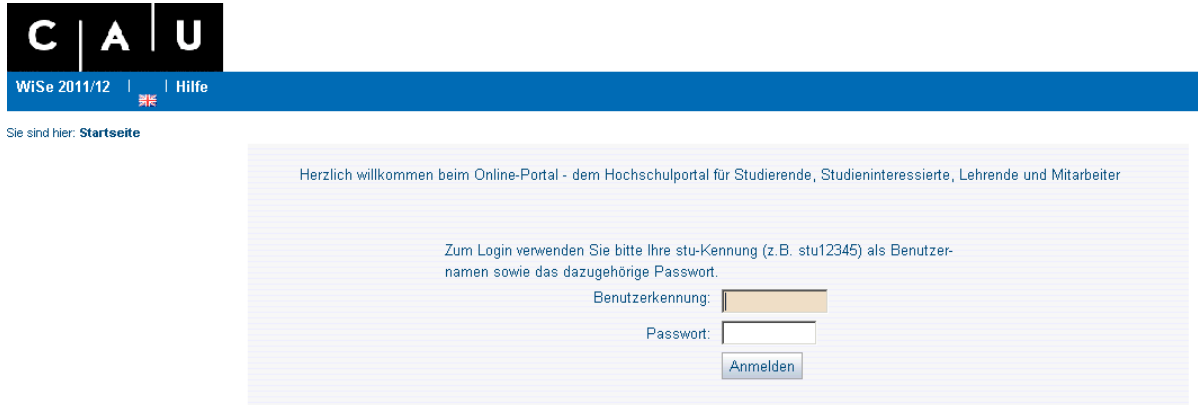 C A U
WiSe 2011/12 | | Hilfe
Sie sind hier: Startseite
Herzlich willkommen beim Online-Portal - dem Hochschulportal für Studierende, Studieninteressierte, Lehrende und Mitarbeiter
Zum Login verwenden Sie bitte Ihre stu-Kennung (z.B. stu12345) als Benutzer-
namen sowie das dazugehörige Passwort.
Benutzerkennung:
Passwort:
Anmelden